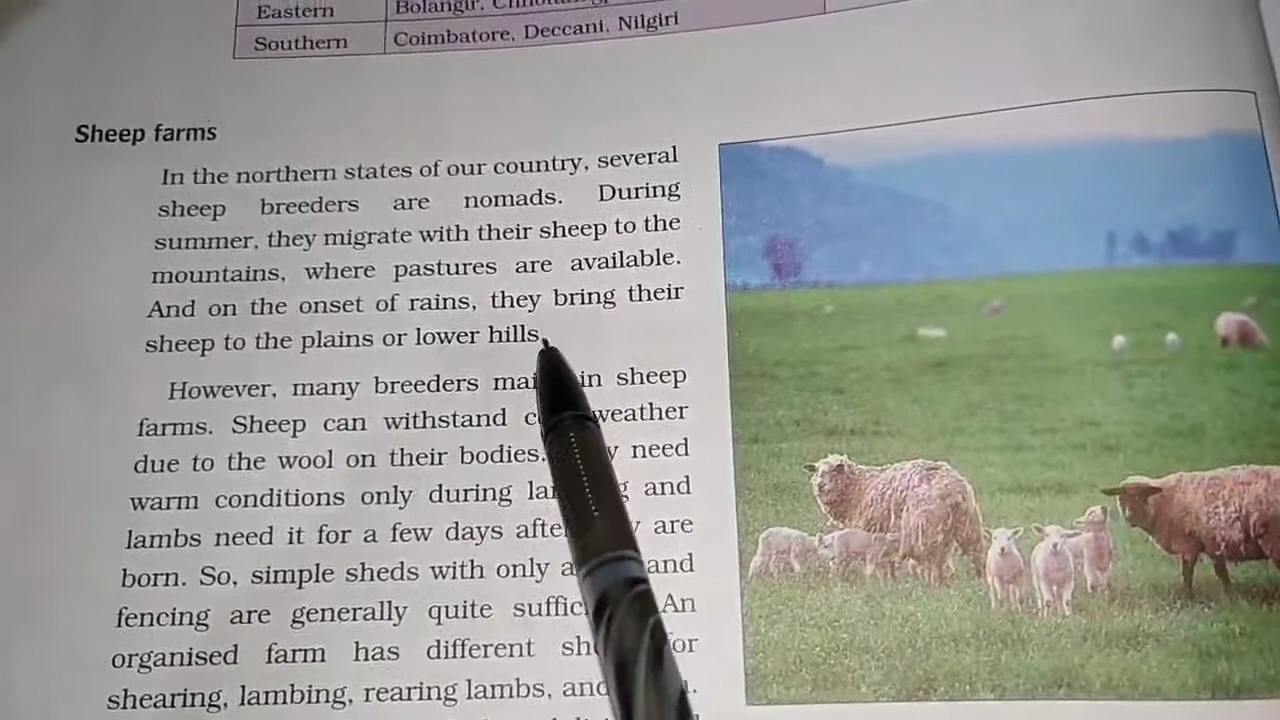 Eastern Bolangir,
Southern Coimbatore, Deccani, Nilgiri
Sheep farms
In the northern states of our country, several
sheep breeders are nomads. During
summer, they migrate with their sheep to the
mountains, where pastures are available.
And on the onset of rains, they bring their
sheep to the plains or lower hills.
However, many breeders in sheep
farms. Sheep can withstand weather
due to the wool on their bodies. need
warm conditions only during and
lambs need it for a few days after are
born. So, simple sheds with only a and
fencing are generally quite An
organised farm has different
shearing, lambing, rearing lambs, and